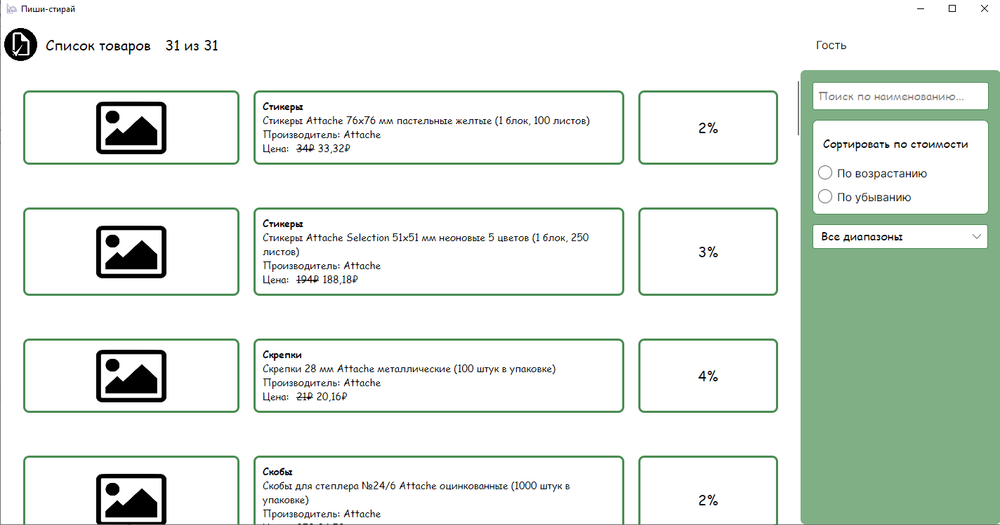 Пиши-стирай
Список товаров 31 из 31
Гость
Стикеры
Стикеры Attache 76x76 мм пастельные желтые (1 блок, 100 листов)
Производитель: Attache
Цена: 34₽ 33,32₽
2%
Стикеры
Стикеры Attache Selection 51x51 мм неоновые 5 цветов (1 блок, 250
листов)
Производитель: Attache
Цена: 194₽ 188,18₽
3%
Скрепки
Скрепки 28 мм Attache металлические (100 штук в упаковке)
Производитель: Attache
Цена: 21₽ 20,16₽
4%
Скобы
Скобы для степлера №24/6 Attache оцинкованные (1000 штук в
упаковке)
Производитель: Attache
2%
Поиск по наименованию...
Сортировать по стоимости
По возрастанию
По убыванию
Все диапазоны